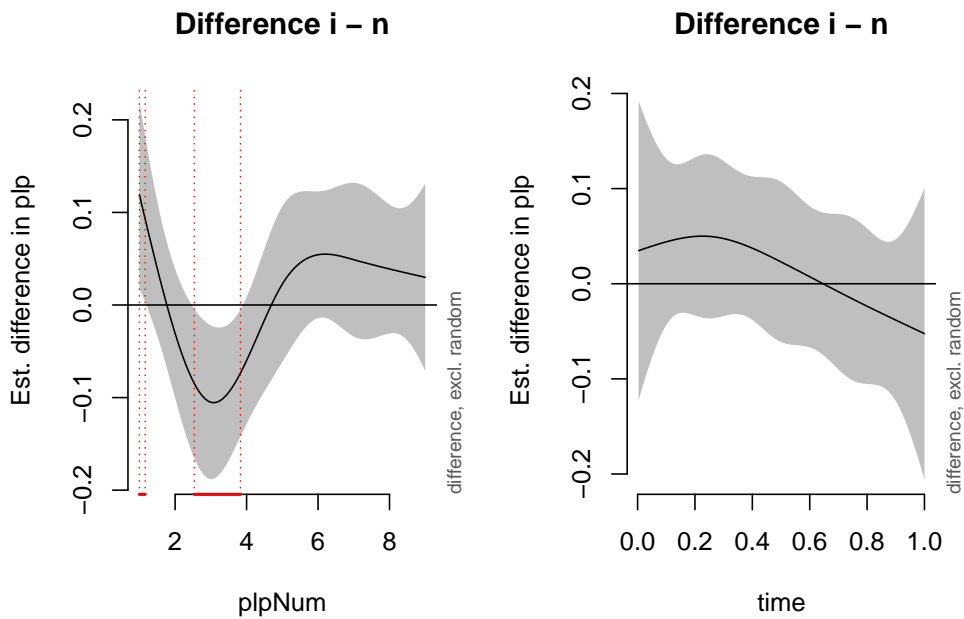 Difference i – n
Est. difference in plp
0.2
0.1
0.0
−0.1
−0.2
2 4 6 8
plpNum
difference, excl. random
Difference i – n
Est. difference in plp
0.2
0.1
0.0
−0.1
−0.2
0.0 0.2 0.4 0.6 0.8 1.0
time
difference, excl. random